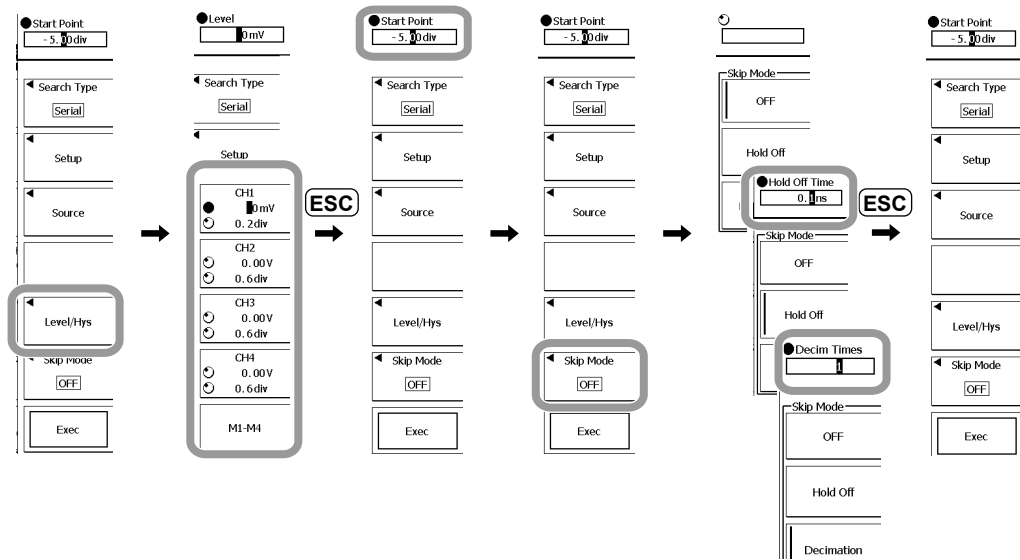 Start Point
-5.00div
Search Type
Serial
Setup
Source
Level/Hys
Skip Mode
OFF
Exec
Level
0mV
Search Type
Serial
Setup
CH1
0mV
0.2div
CH2
0.00V
0.6div
CH3
0.00V
0.6div
CH4
0.00V
0.6div
M1-M4
ESC
Start Point
-5.00div
Search Type
Serial
Setup
Source
Level/Hys
Skip Mode
OFF
Exec
Start Point
-5.00div
Search Type
Serial
Setup
Source
Level/Hys
Skip Mode
OFF
Exec
Skip Mode
OFF
Hold Off
Hold Off Time
0.1ns
Skip Mode
OFF
Hold Off
Decim Times
1
Skip Mode
OFF
Hold Off
Decimation
ESC
Start Point
-5.00div
Search Type
Serial
Setup
Source
Level/Hys
Skip Mode
OFF
Exec